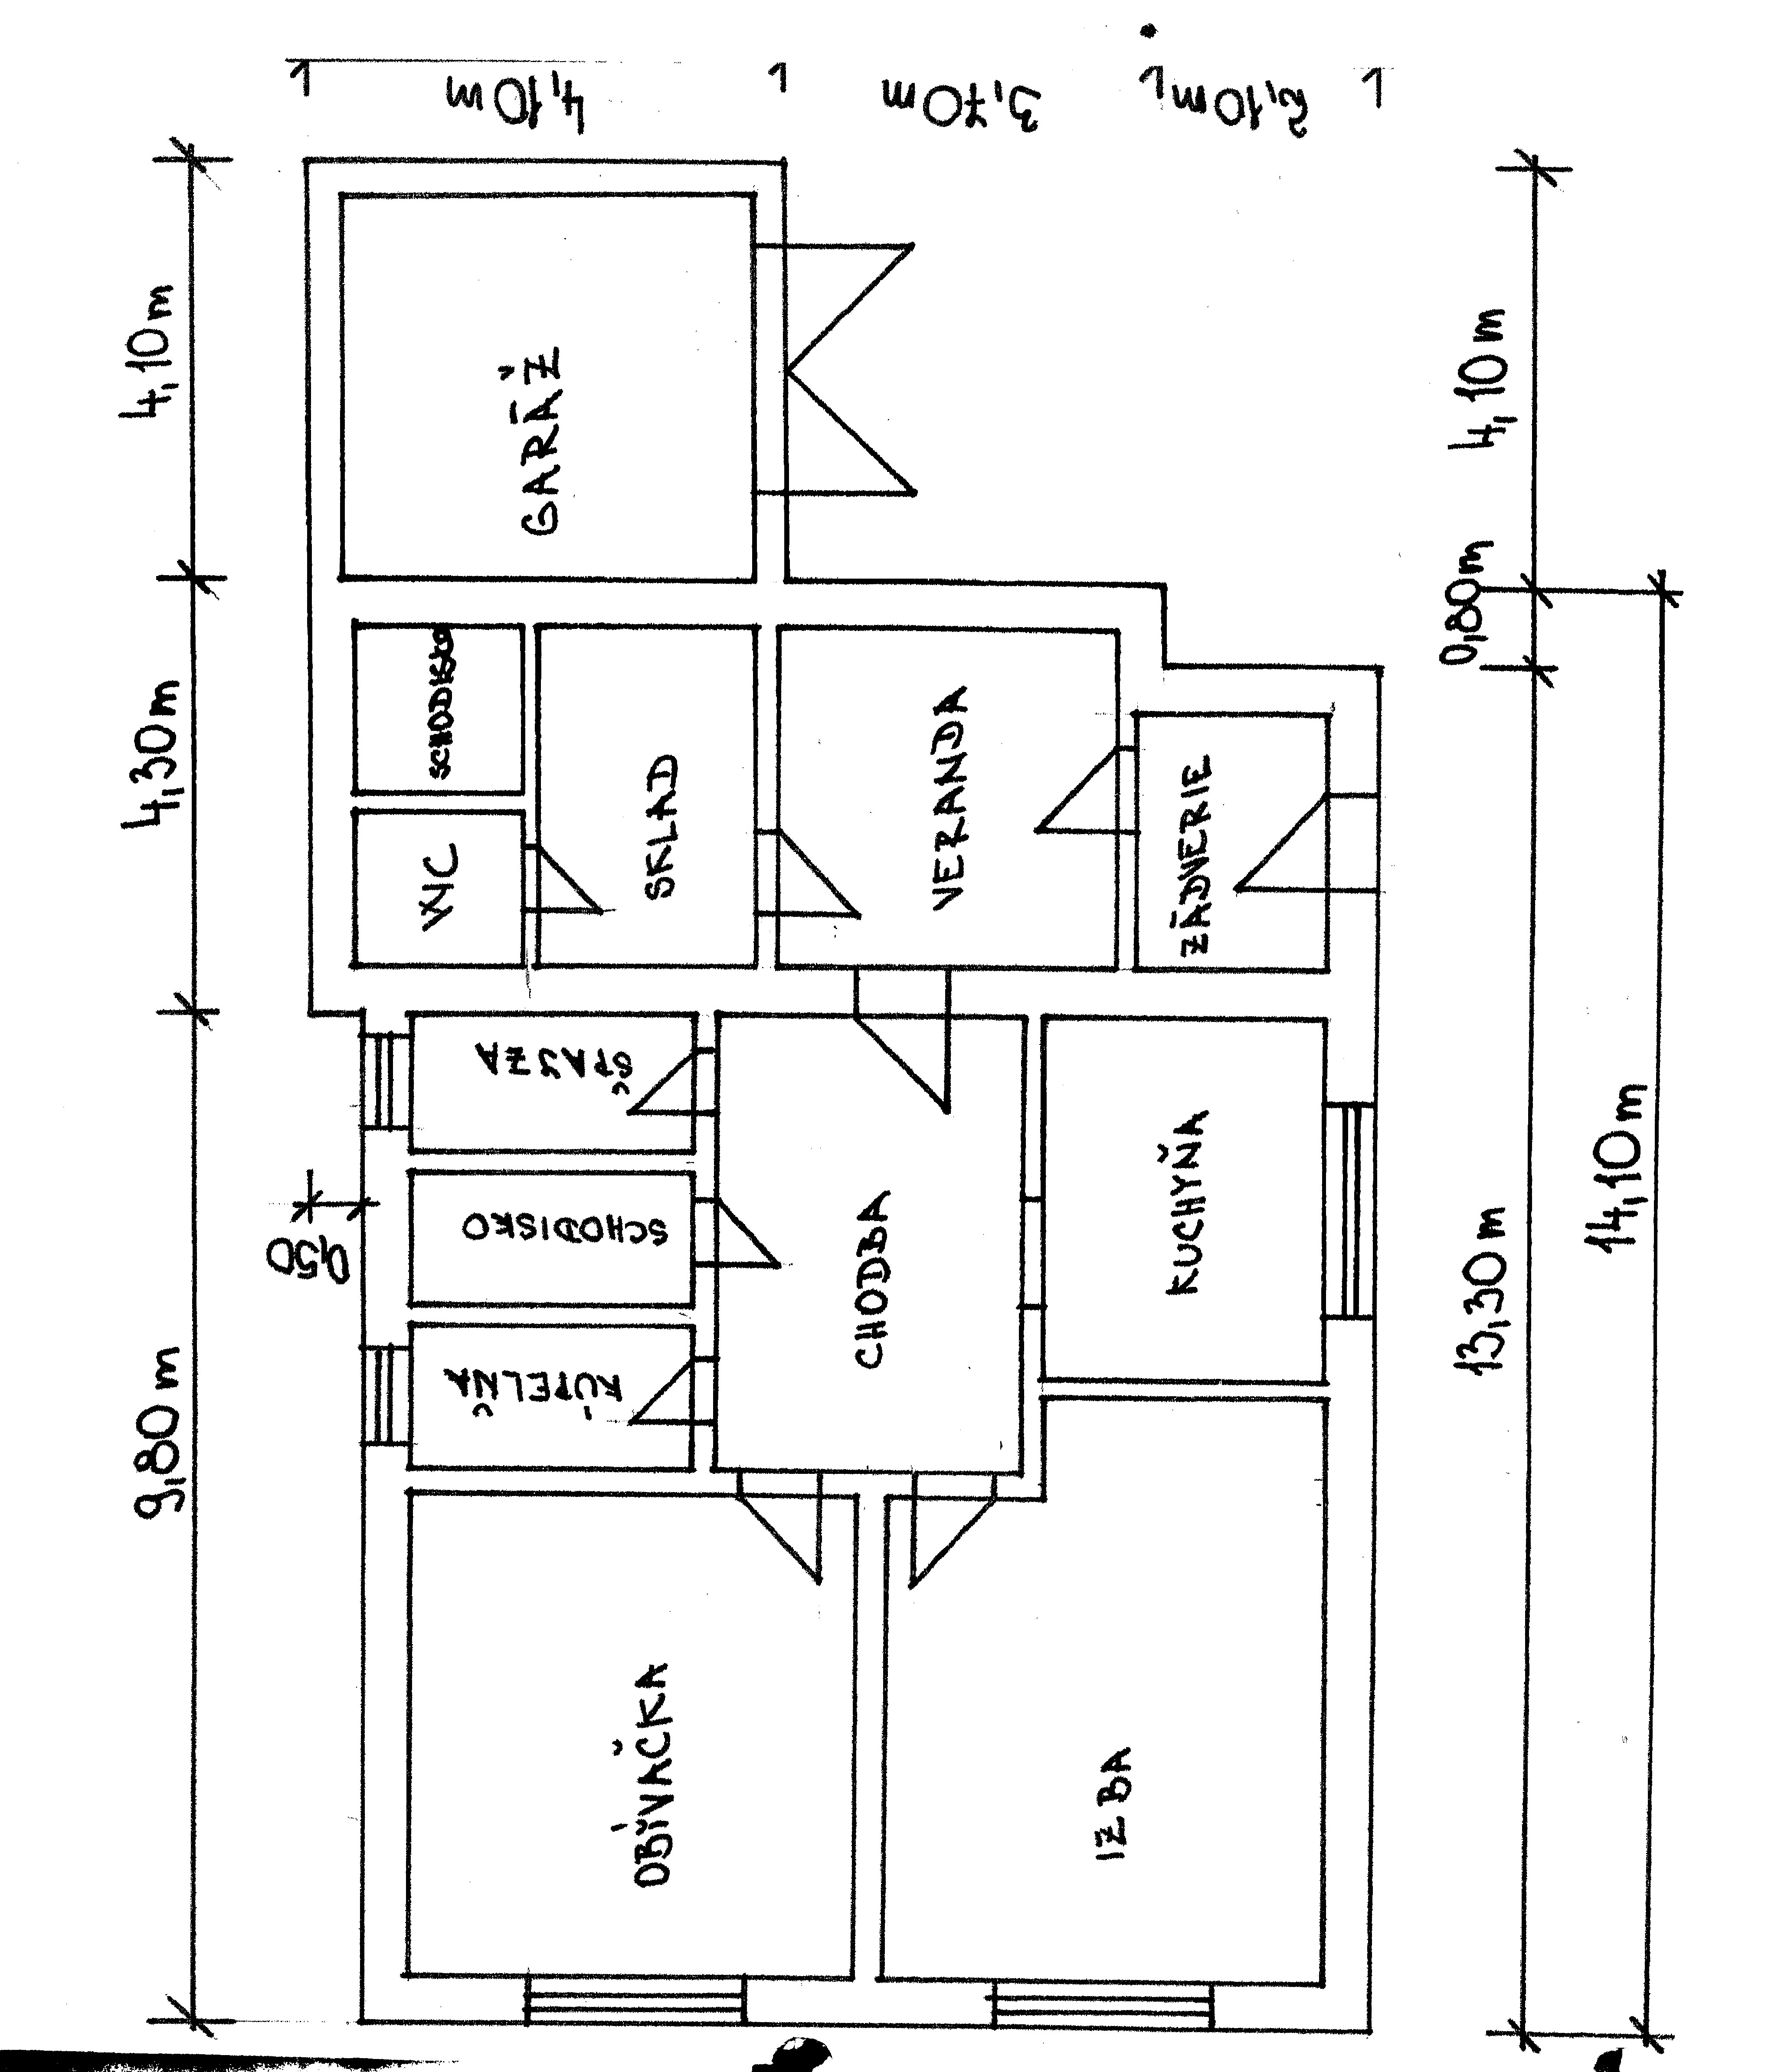 4,10m
3,70m
2,10m
4,10m
4,10m
GARÁŽ
0,80m
SCHODISKO
4,30m
SKLAD
VERANDA
ZÁDVERIE
WC
ŠPAJZA
KUCHYŇA
14,10m
SCHODISKO
0,50
CHODBA
13,30m
KÚPEĽŇA
9,80m
OBÍVAČKA
IZBA